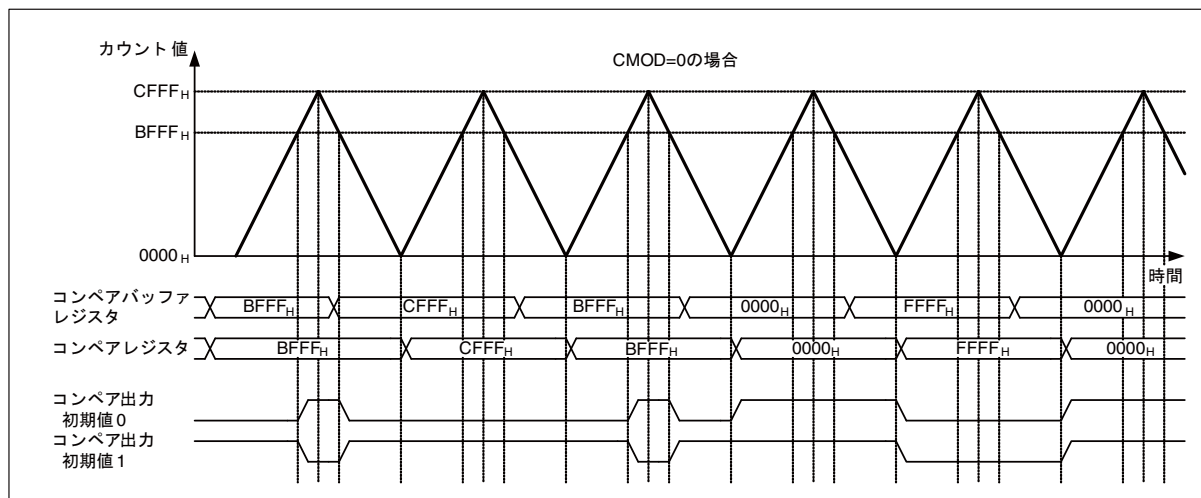 カウント値
CMOD=0の場合
CFFFH
BFFFH
0000H
時間
コンペアバッファ
レジスタ
BFFFH CFFFH BFFFH 0000H FFFFH 0000H
コンペアレジスタ
BFFFH CFFFH BFFFH 0000H FFFFH 0000H
コンペア出力
初期値0
コンペア出力
初期値1